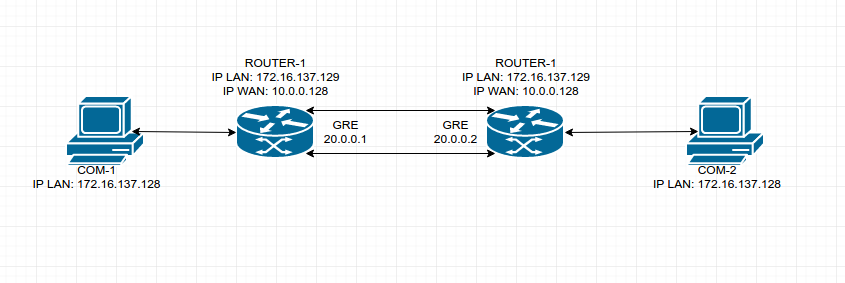 ROUTER-1
IP LAN: 172.16.137.129
IP WAN: 10.0.0.128
ROUTER-1
IP LAN: 172.16.137.129
IP WAN: 10.0.0.128
GRE
20.0.0.1
GRE
20.0.0.2
COM-1
IP LAN: 172.16.137.128
COM-2
IP LAN: 172.16.137.128